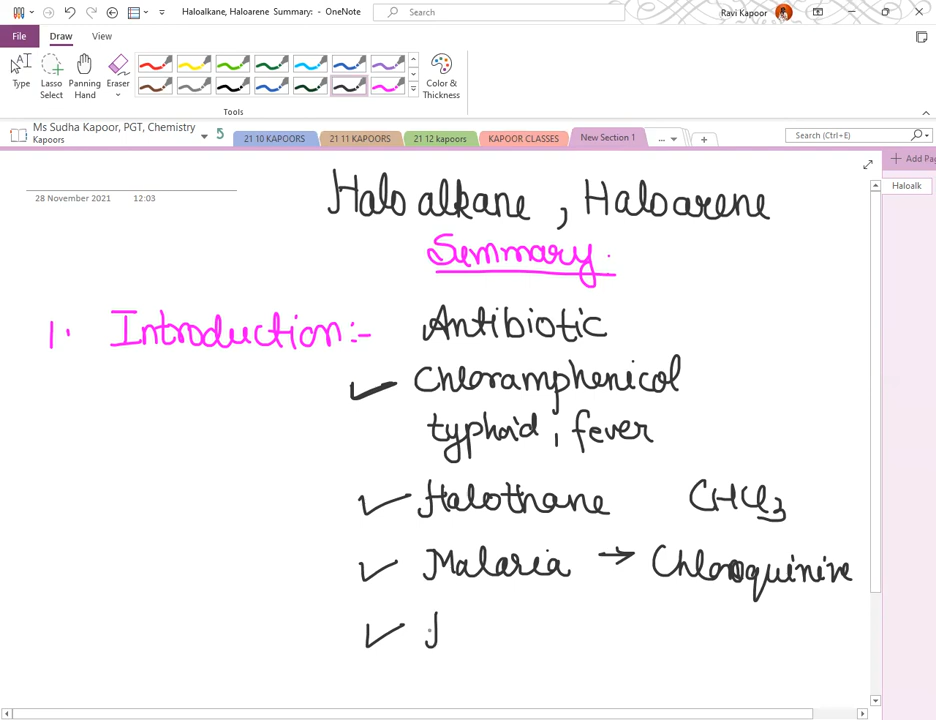 Haloalkane, Haloarene Summary: - OneNote
Search
Ravi Kapoor
File
Draw
View
Type
Lasso Select
Panning Hand
Eraser
Color & Thickness
Tools
Ms Sudha Kapoor, PGT, Chemistry
Kapoors
21 10 KAPOORS
21 11 KAPOORS
21 12 kapoors
KAPOOR CLASSES
New Section 1
...
Search (Ctrl+E)
Add Pag
Haloalk
28 November 2021 12:03
Halo alkane , Haloarene
Summary.
1. Introduction:- Antibiotic
Chloramphenicol
typhoid , fever
Halothane CHCl3
Malaria → Chloroquinine